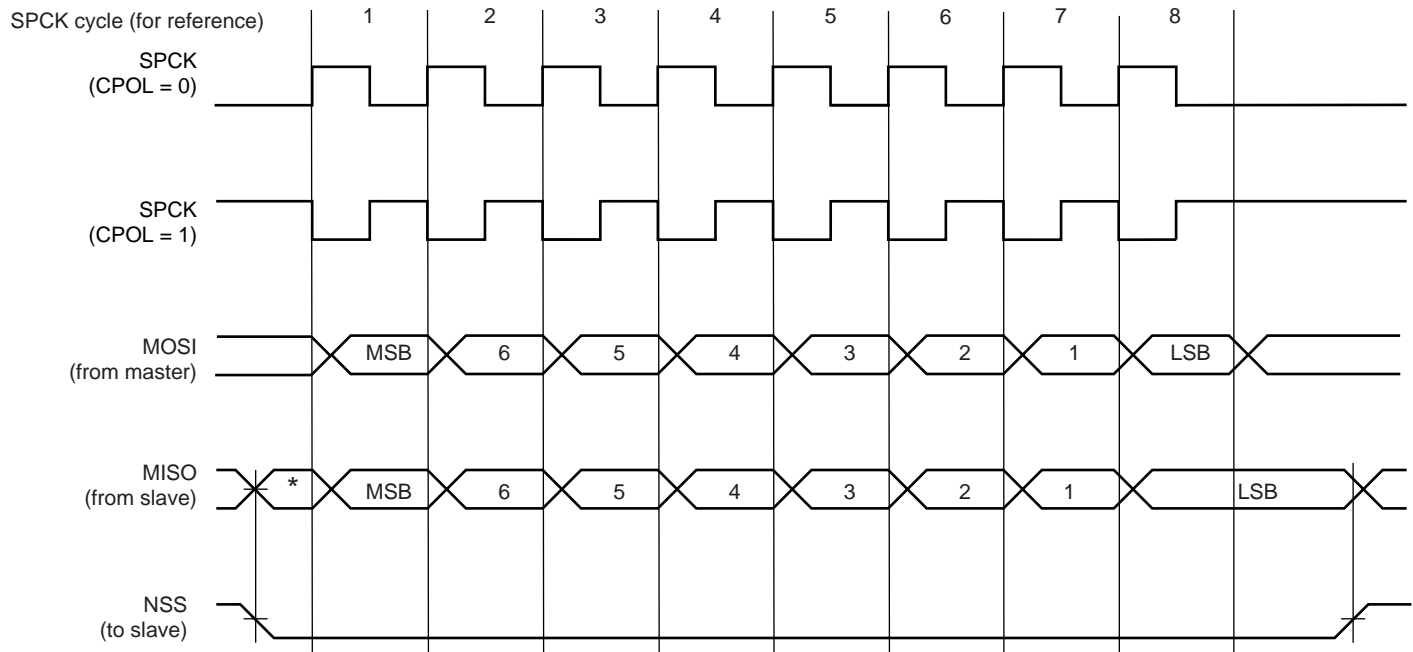 SPCK cycle (for reference) 1 2 3 4 5 6 7 8
SPCK
(CPOL = 0)
SPCK
(CPOL = 1)
MOSI
(from master)
MSB 6 5 4 3 2 1 LSB
MISO
(from slave)
* MSB 6 5 4 3 2 1 LSB
NSS
(to slave)